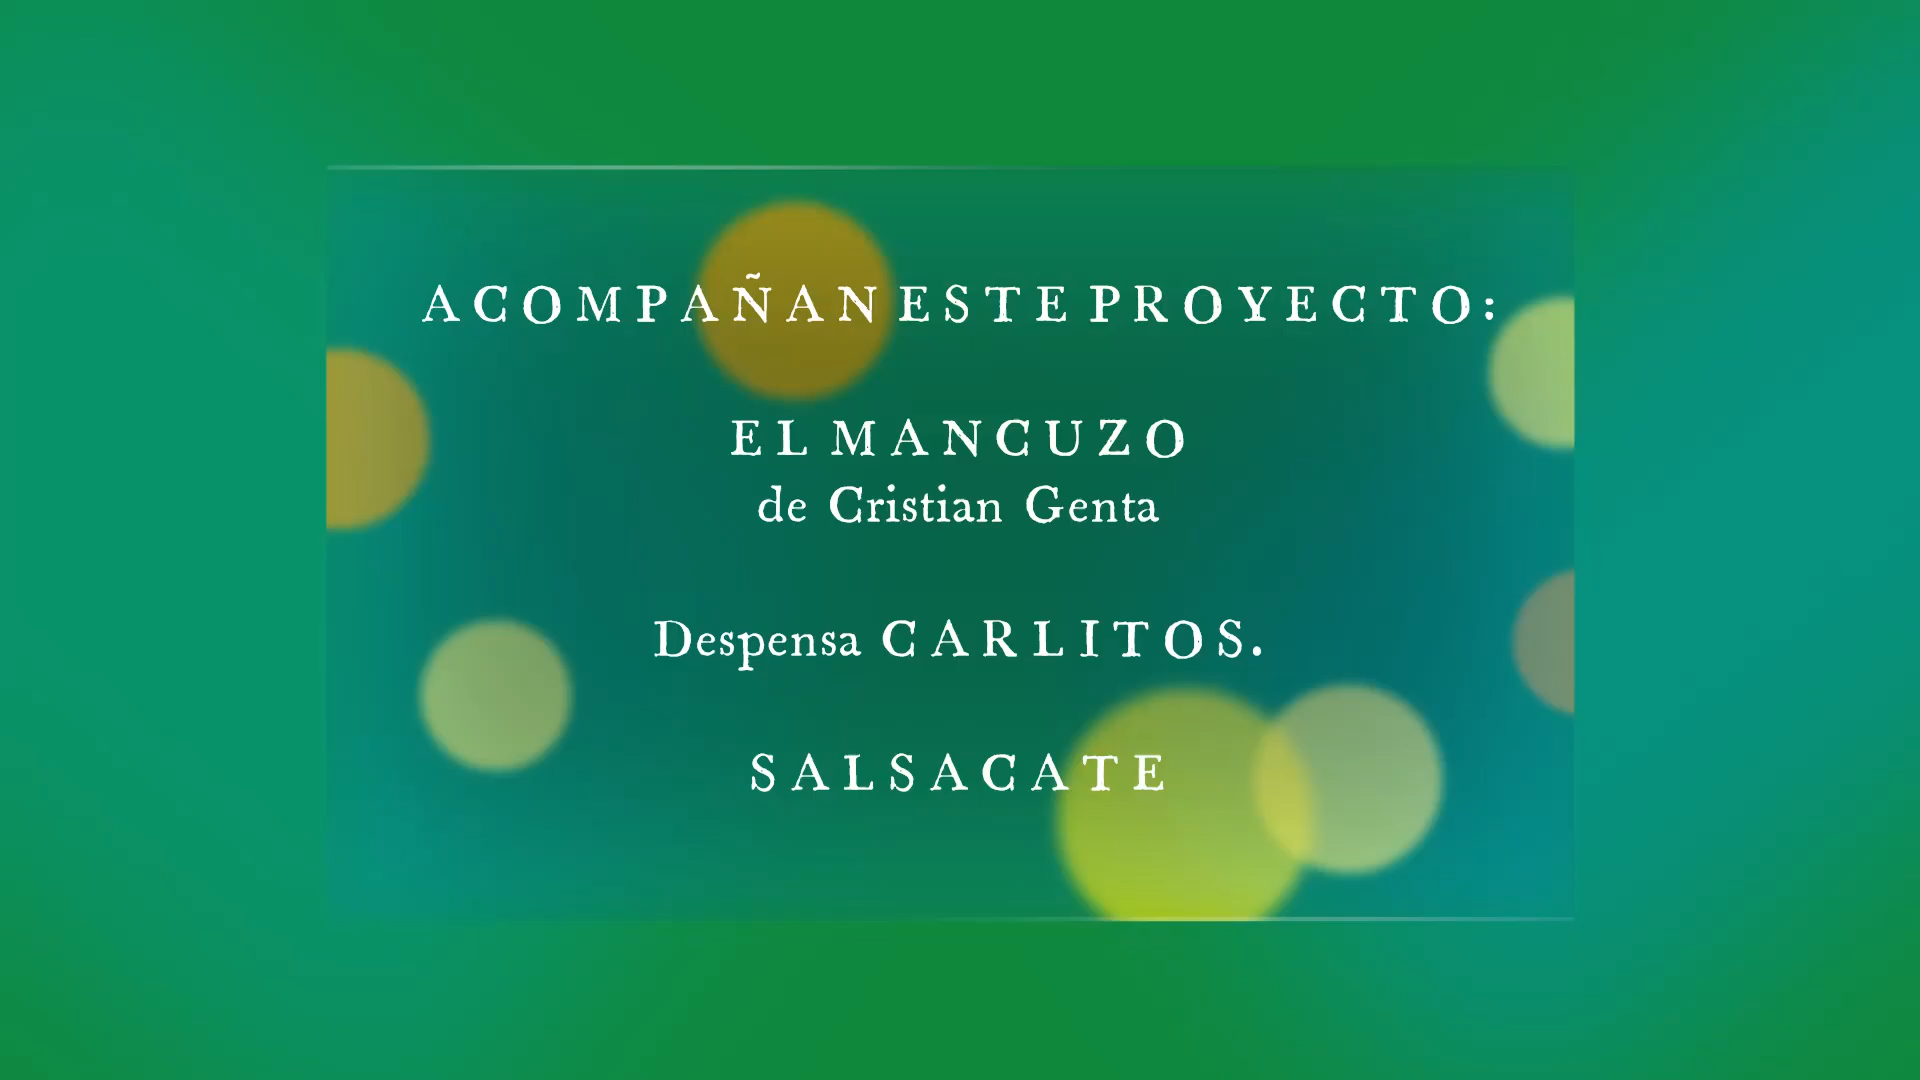 ACOMPAÑAN ESTE PROYECTO:
EL MANCUZO
de Cristian Genta
Despensa CARLITOS.
SALSACATE